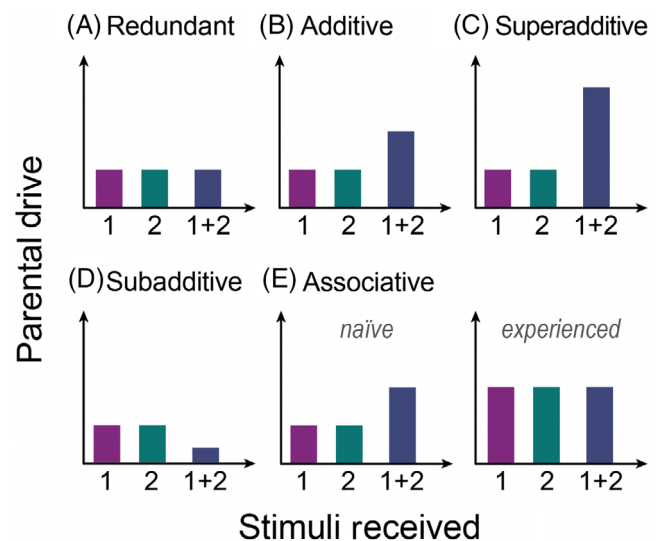 (A) Redundant
(B) Additive
(C) Superadditive
1 2 1+2
1 2 1+2
1 2 1+2
Parental drive
(D) Subadditive
(E) Associative
naïve
experienced
1 2 1+2
1 2 1+2
1 2 1+2
Stimuli received